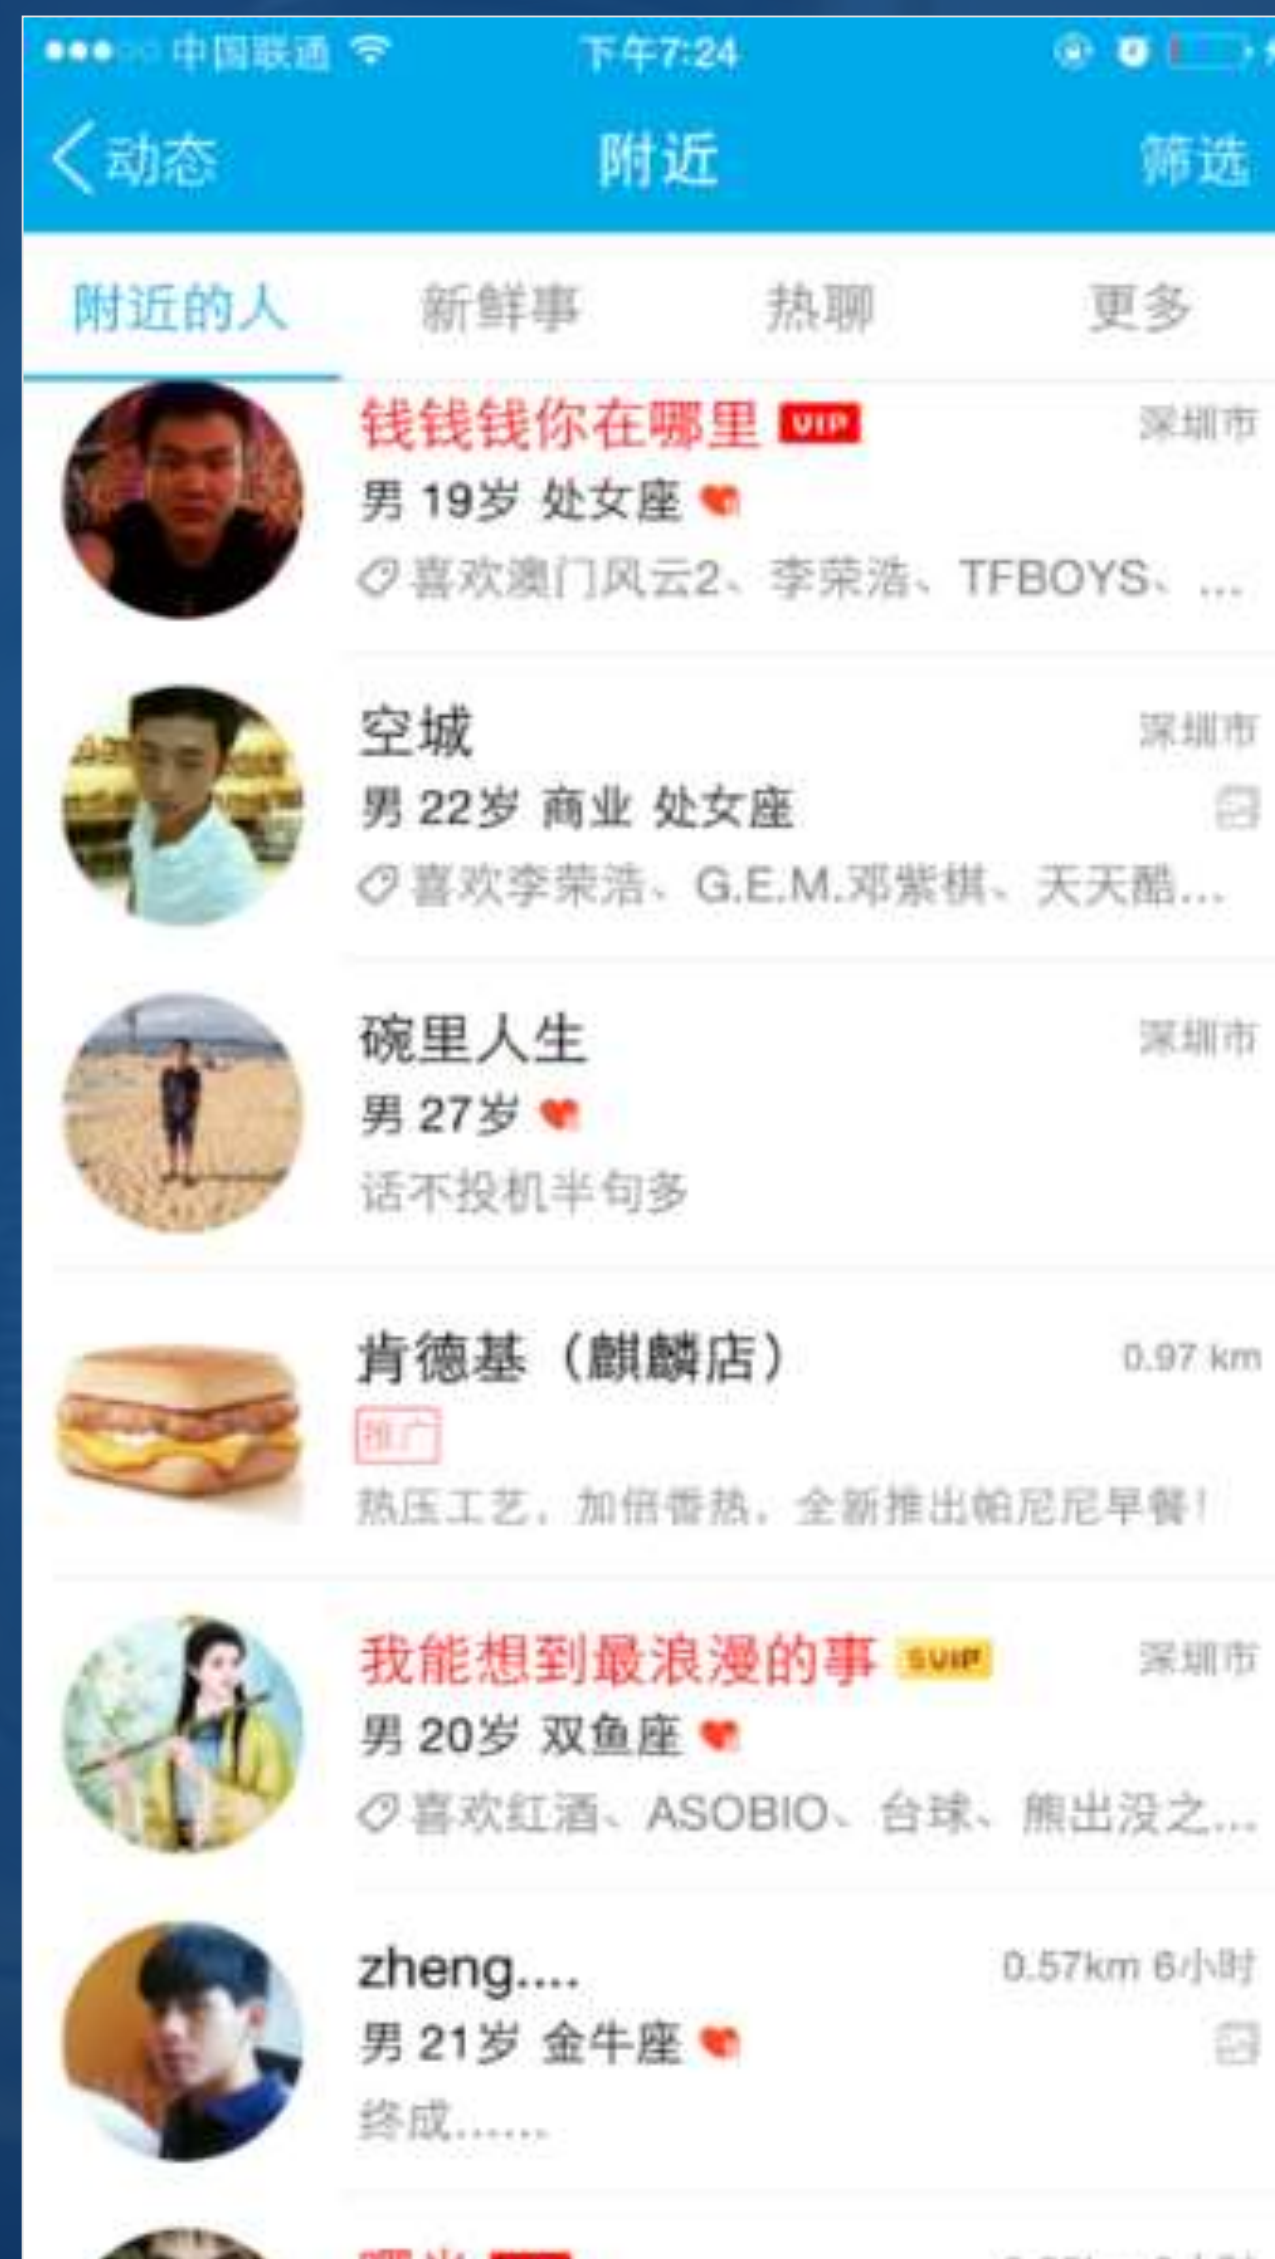 中国联通 下午7:24
动态 附近 筛选
附近的人 新鲜事 热聊 更多
钱钱钱你在哪里 VIP 深圳市
男 19岁 处女座
喜欢澳门风云2、李荣浩、TFBOYS、...
空城 深圳市
男 22岁 商业 处女座
喜欢李荣浩、G.E.M.邓紫棋、天天酷...
碗里人生 深圳市
男 27岁
话不投机半句多
肯德基（麒麟店） 0.97 km
推广
热压工艺，加倍香热，全新推出帕尼尼早餐！
我能想到最浪漫的事 SVIP 深圳市
男 20岁 双鱼座
喜欢红酒、ASOBIO、台球、熊出没之...
zheng.... 0.57km 6小时
男 21岁 金牛座
终成......